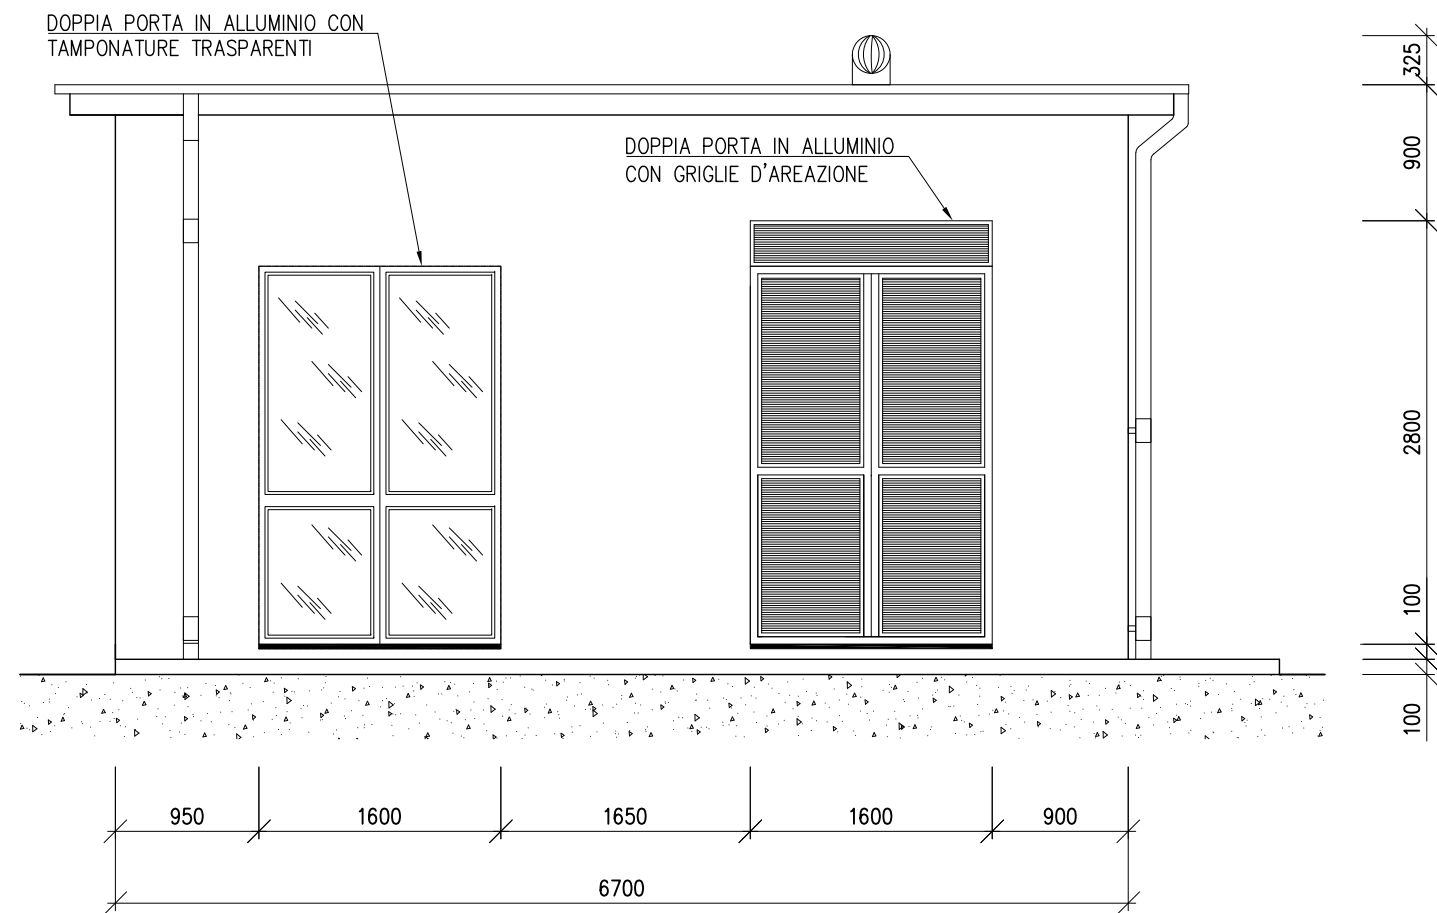 DOPPIA PORTA IN ALLUMINIO CON
TAMPONATURE TRASPARENTI
DOPPIA PORTA IN ALLUMINIO
CON GRIGLIE D'AREAZIONE
325
900
2800
100
100
950
1600
1650
1600
900
6700